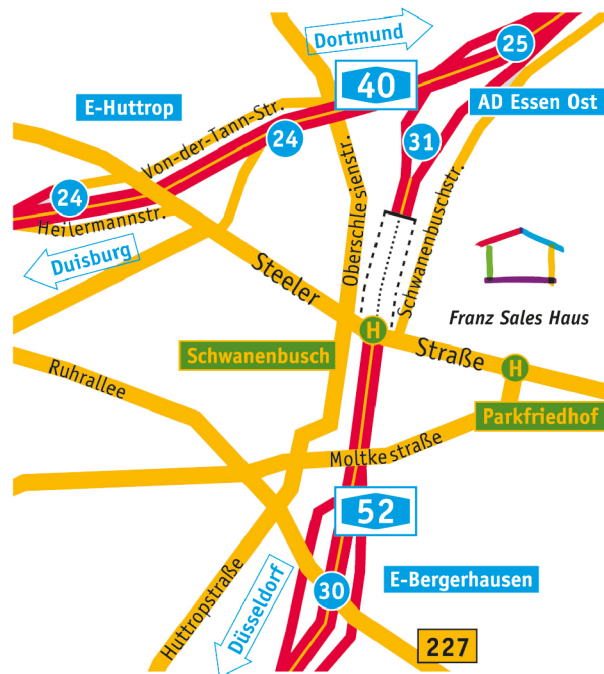 Dortmund
25
40
E-Huttrop
AD Essen Ost
Von-der-Tann-Str.
24
31
24
Heilermannstr.
Duisburg
Oberschlesienstr.
Schwanenbuschstr.
Steeler
Straße
Franz Sales Haus
H
H
Schwanenbusch
Ruhrallee
Parkfriedhof
Moltkestraße
52
E-Bergerhausen
30
Huttropstraße
Düsseldorf
227